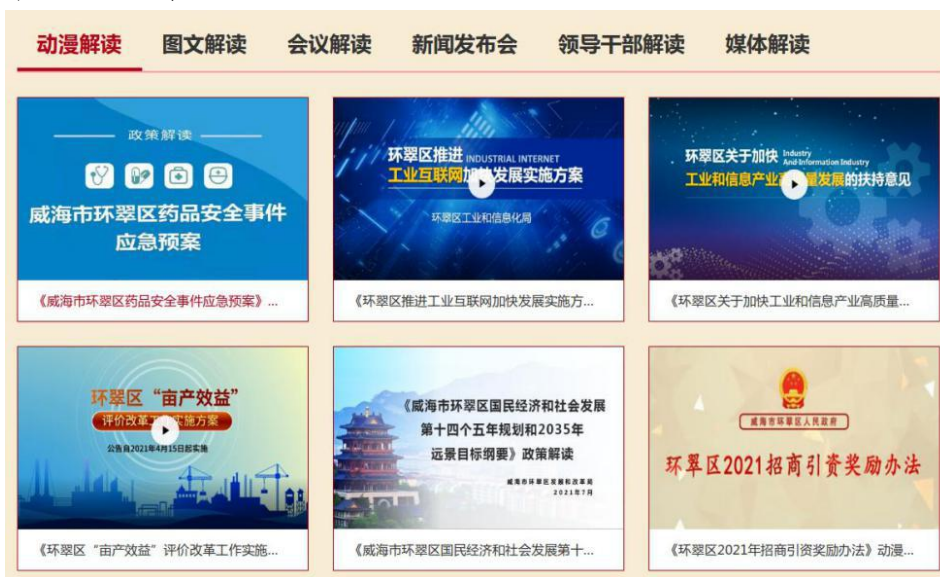 动漫解读 图文解读 会议解读 新闻发布会 领导干部解读 媒体解读
政策解读
威海市环翠区药品安全事件
应急预案
《威海市环翠区药品安全事件应急预案》...
环翠区推进 INDUSTRIAL INTERNET
工业互联网加快发展实施方案
环翠区工业和信息化局
《环翠区推进工业互联网加快发展实施方...
环翠区关于加快 Industry And Information Industry
工业和信息产业高质量发展的扶持意见
《环翠区关于加快工业和信息产业高质量...
环翠区“亩产效益”
评价改革工作实施方案
公告自2021年4月15日起实施
《环翠区“亩产效益”评价改革工作实施...
《威海市环翠区国民经济和社会发展
第十四个五年规划和2035年
远景目标纲要》政策解读
威海市环翠区发展和改革局
2021年7月
《威海市环翠区国民经济和社会发展第十...
威海市环翠区人民政府
环翠区2021招商引资奖励办法
《环翠区2021年招商引资奖励办法》动漫...